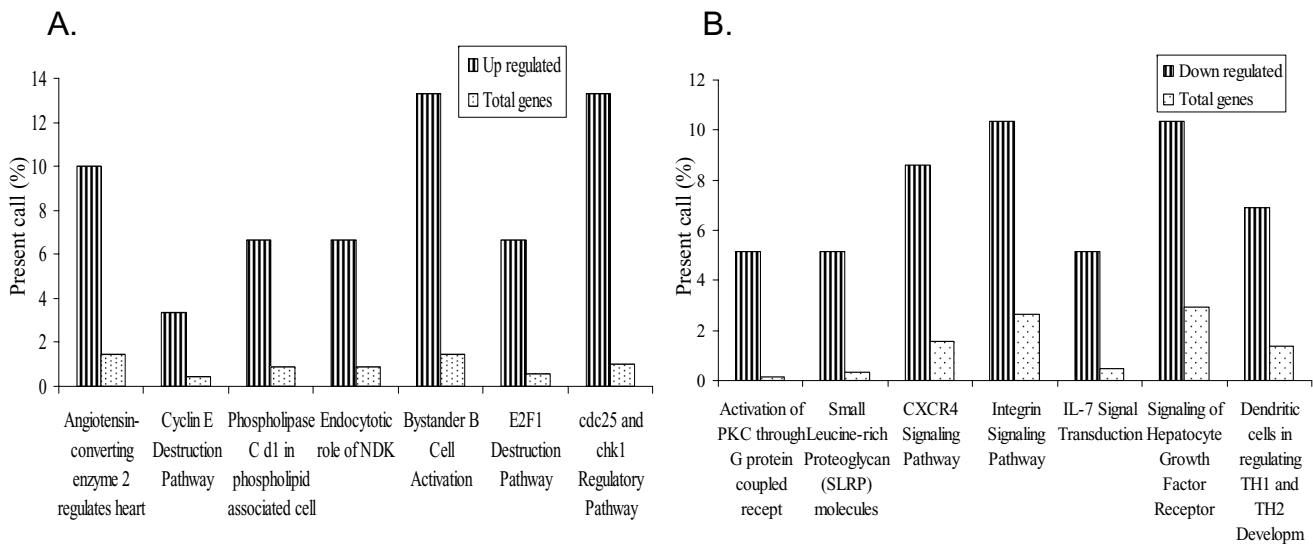 A.
Up regulated
Total genes
Present call (%)
14
12
10
8
6
4
2
0
Angiotensin-
converting
enzyme 2
regulates heart
Cyclin E
Destruction
Pathway
Phospholipase
C d1 in
phospholipid
associated cell
Endocytotic
role of NDK
Bystander B
Cell
Activation
E2F1
Destruction
Pathway
cdc25 and
chk1
Regulatory
Pathway
B.
Down regulated
Total genes
Present call (%)
12
10
8
6
4
2
0
Activation of
PKC through
G protein
coupled
recept
Small
Leucine-rich
Proteoglycan
(SLRP)
molecules
CXCR4
Signaling
Pathway
Integrin
Signaling
Pathway
IL-7 Signal
Transduction
Signaling of
Hepatocyte
Growth
Factor
Receptor
Dendritic
cells in
regulating
TH1 and
TH2
Developm